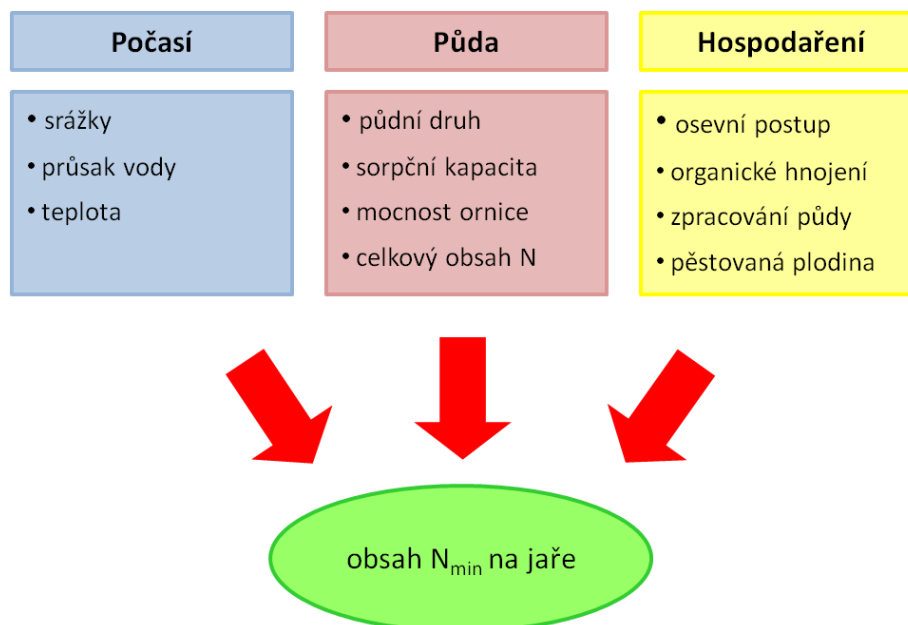 Počasí
• srážky
• průsak vody
• teplota
Půda
• půdní druh
• sorpční kapacita
• mocnost ornice
• celkový obsah N
Hospodaření
• osevní postup
• organické hnojení
• zpracování půdy
• pěstovaná plodina
obsah Nmin na jaře